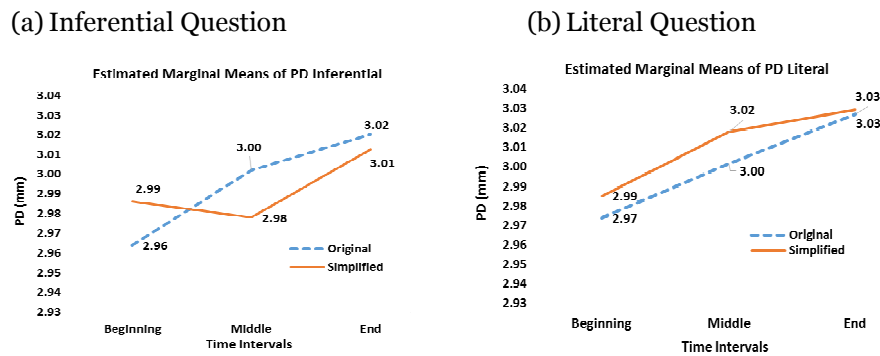 (a) Inferential Question
Estimated Marginal Means of PD Inferential
3.04
3.03
3.02
3.01
3.00
2.99
2.98
2.97
2.96
2.95
2.94
2.93
PD (mm)
2.99
2.96
3.00
2.98
3.02
3.01
Original
Simplified
Beginning Middle End
Time Intervals
(b) Literal Question
Estimated Marginal Means of PD Literal
3.04
3.03
3.02
3.01
3.00
2.99
2.98
2.97
2.96
2.95
2.94
2.93
PD (mm)
2.99
2.97
3.02
3.00
3.03
3.03
Original
Simplified
Beginning Middle End
Time Intervals